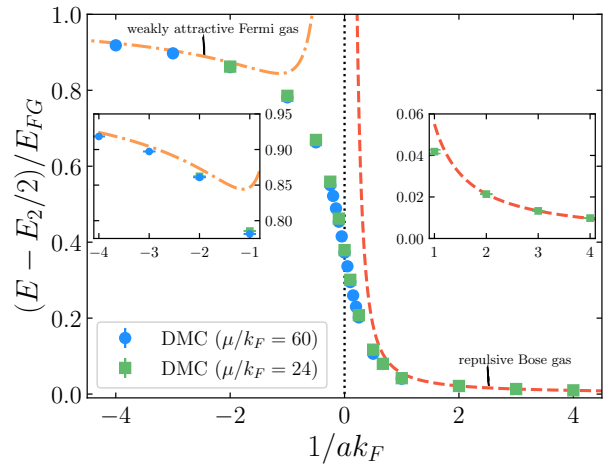 weakly attractive Fermi gas
1.0
0.8
0.6
0.4
0.2
0.0
(E − E₂/2)/E_FG
0.95
0.90
0.85
0.80
−4 −3 −2 −1
0.06
0.04
0.02
0.00
1 2 3 4
DMC (μ/k_F = 60)
DMC (μ/k_F = 24)
repulsive Bose gas
−4 −2 0 2 4
1/ak_F